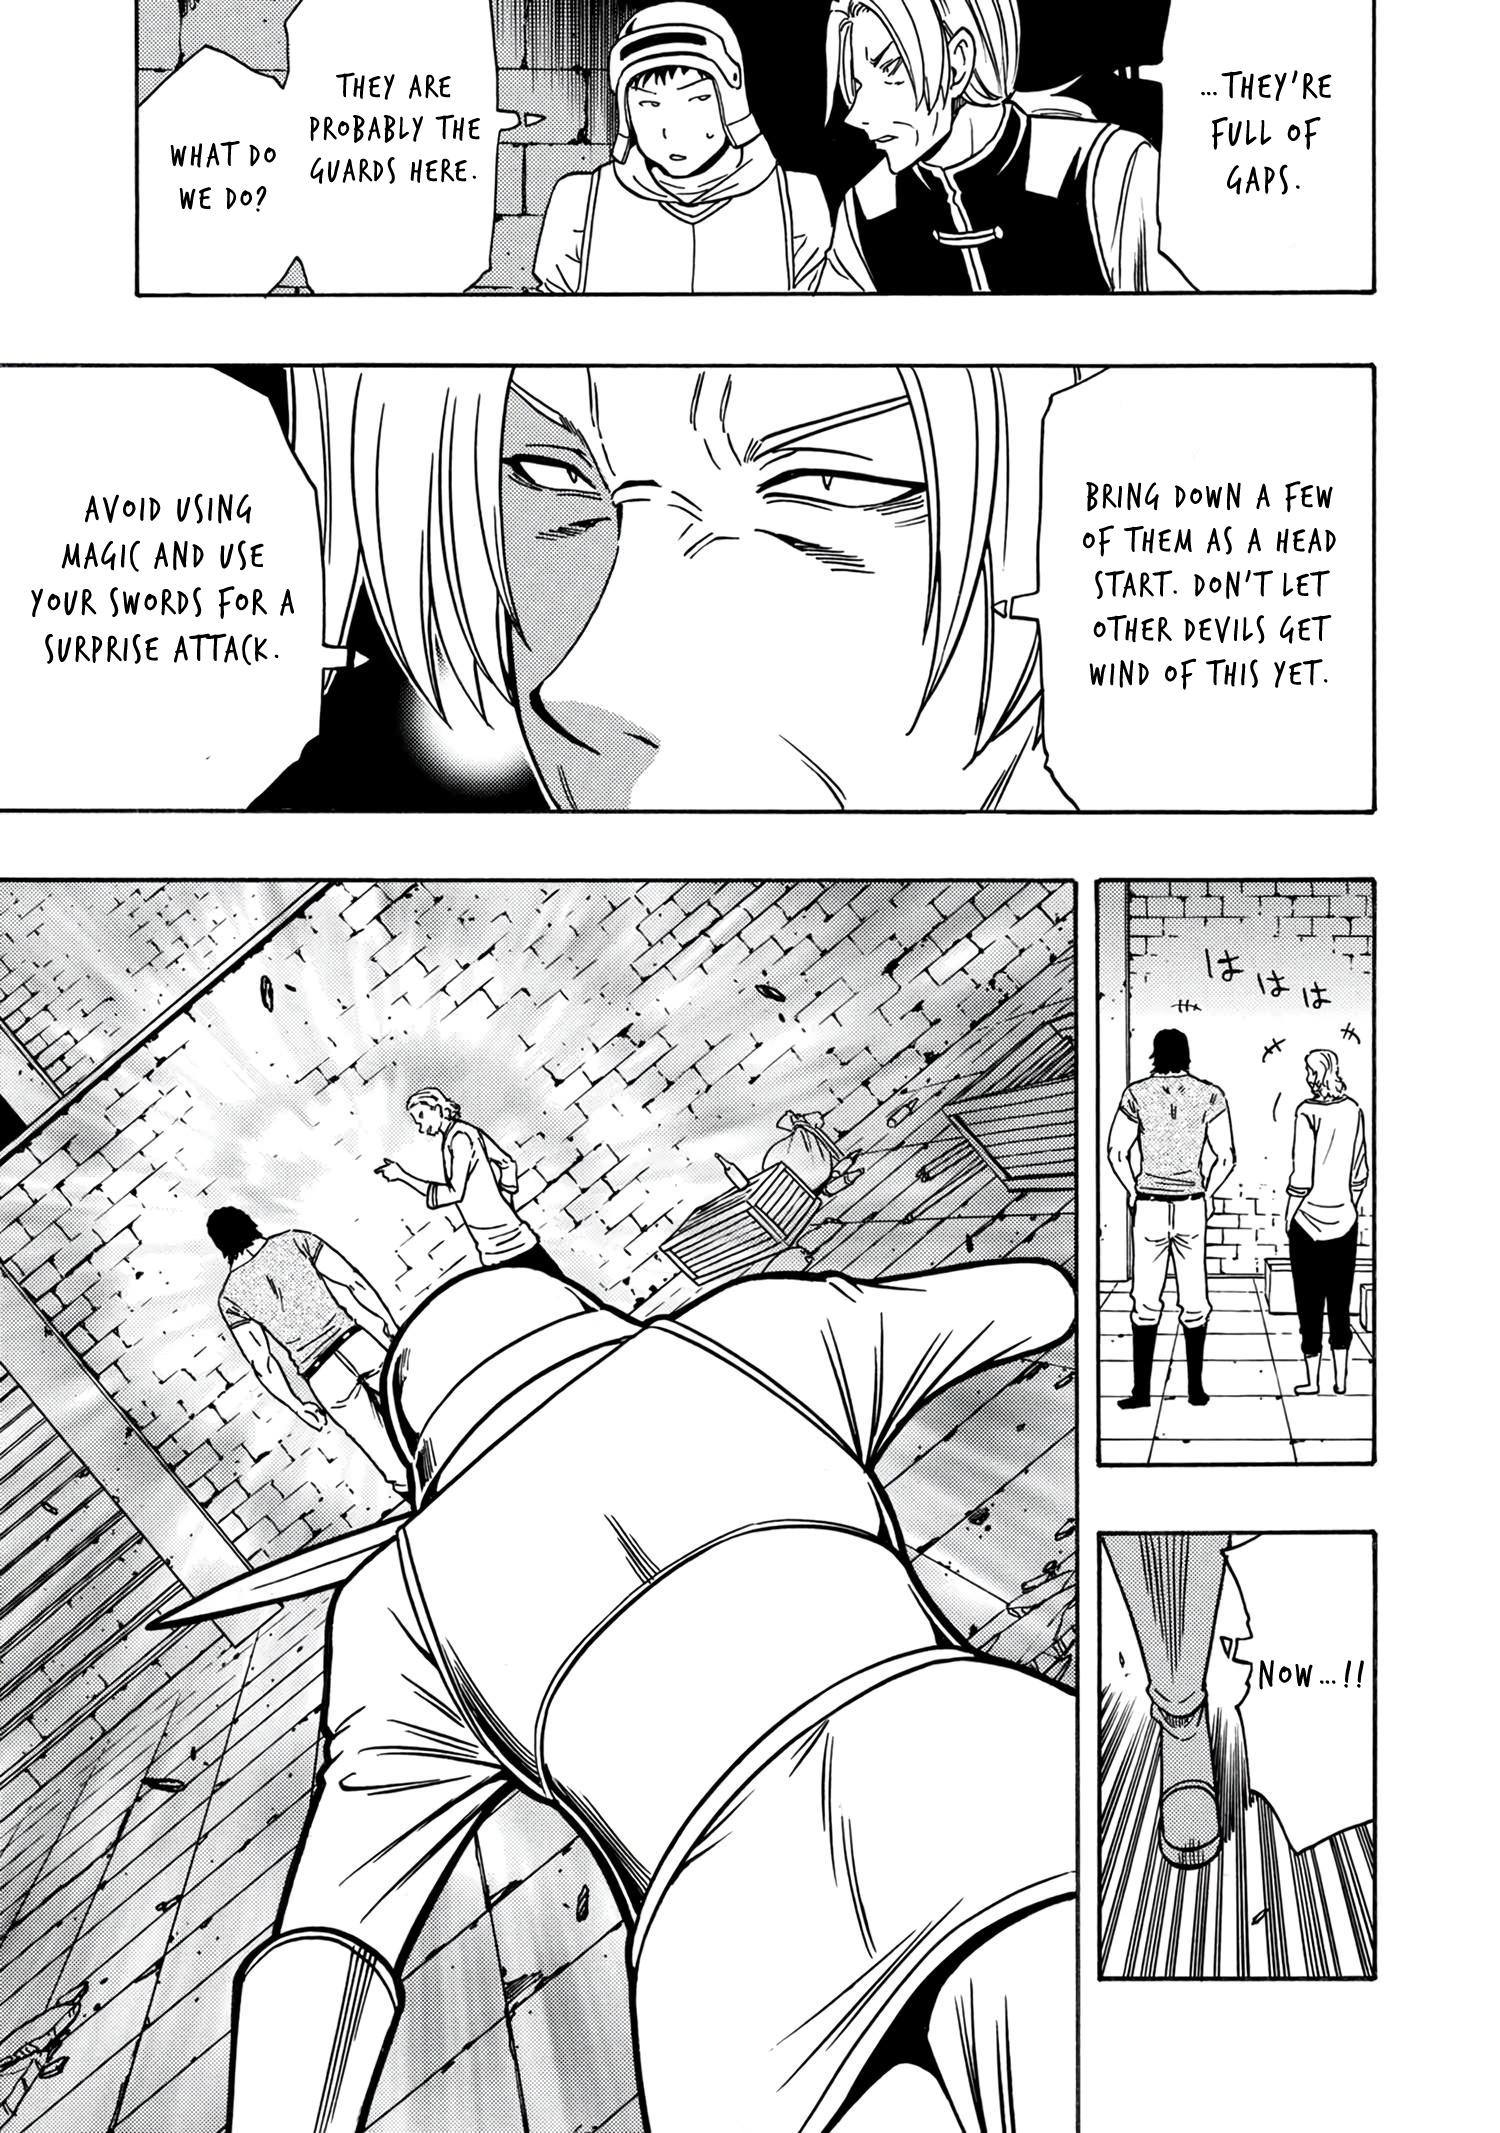 ...THEY'RE
FULL OF
GAPS.
THEY ARE
PROBABLY THE
GUARDS HERE.
WHAT DO
WE DO?
BRING DOWN A FEW
OF THEM AS A HEAD
START. DON'T LET
OTHER DEVILS GET
WIND OF THIS YET.
AVOID USING
MAGIC AND USE
YOUR SWORDS FOR A
SURPRISE ATTACK.
はははは
NOW...!!